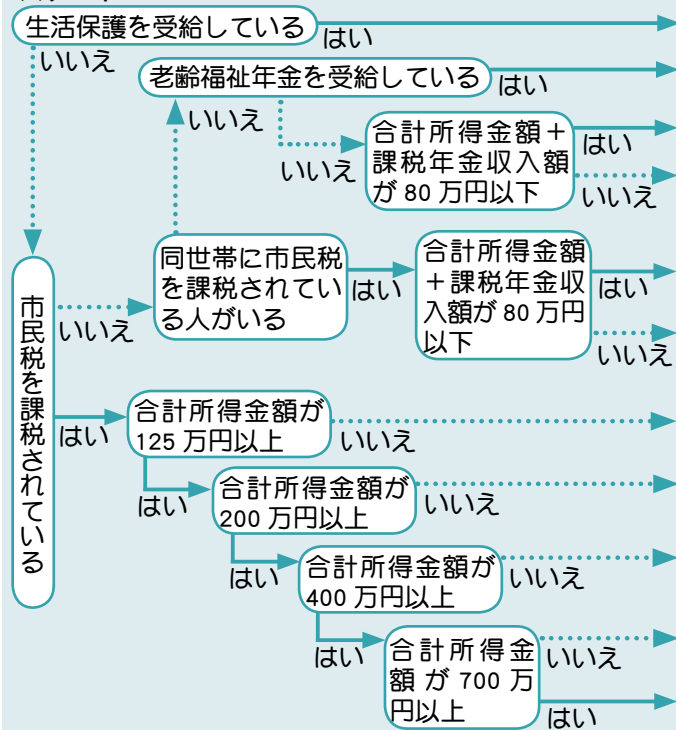 生活保護を受給している
はい
いいえ
老齢福祉年金を受給している
はい
いいえ
いいえ
合計所得金額＋
課税年金収入額
が 80 万円以下
はい
いいえ
市民税を課税されている
いいえ
同世帯に市民税
を課税されてい
る人がいる
はい
合計所得金額
＋課税年金収
入額が 80 万円
以下
はい
いいえ
はい
合計所得金額が
125 万円以上
いいえ
はい
合計所得金額が
200 万円以上
いいえ
はい
合計所得金額が
400 万円以上
いいえ
はい
合計所得金
額が 700 万
円以上
いいえ
はい